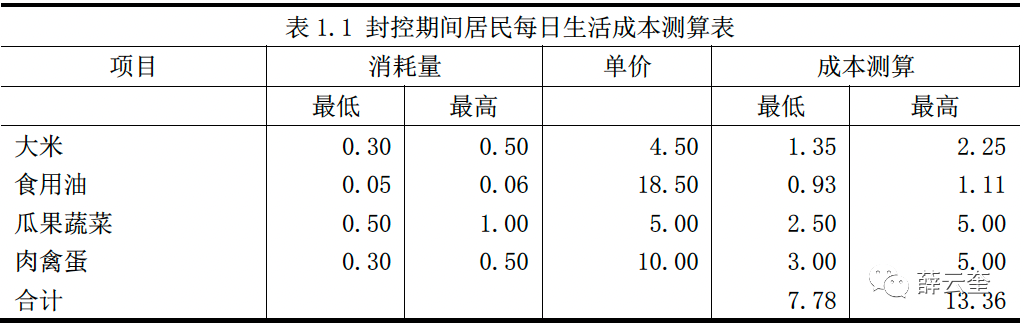 表 1.1 封控期间居民每日生活成本测算表
项目 消耗量 单价 成本测算
最低 最高 最低 最高
大米 0.30 0.50 4.50 1.35 2.25
食用油 0.05 0.06 18.50 0.93 1.11
瓜果蔬菜 0.50 1.00 5.00 2.50 5.00
肉禽蛋 0.30 0.50 10.00 3.00 5.00
合计 7.78 13.36
薛云奎